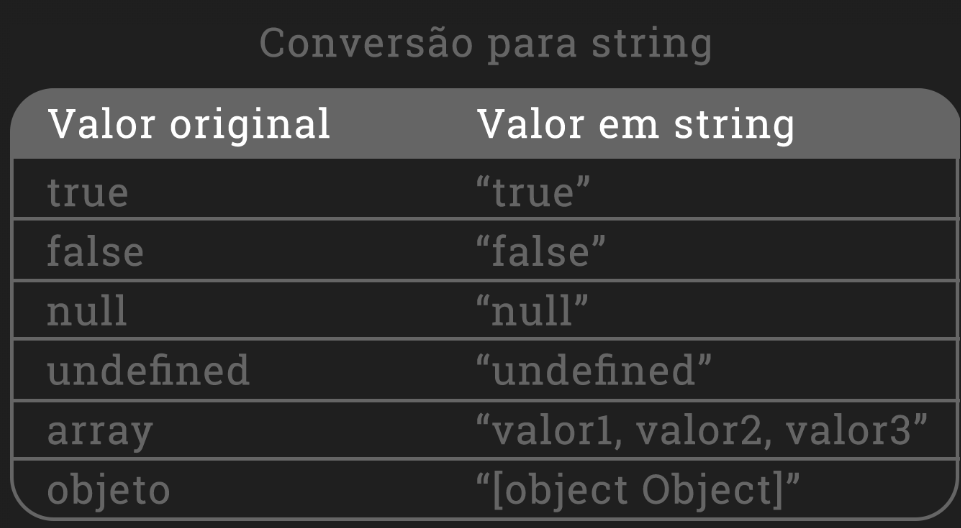 Conversão para string
Valor original Valor em string
true “true”
false “false”
null “null”
undefined “undefined”
array “valor1, valor2, valor3”
objeto “[object Object]”